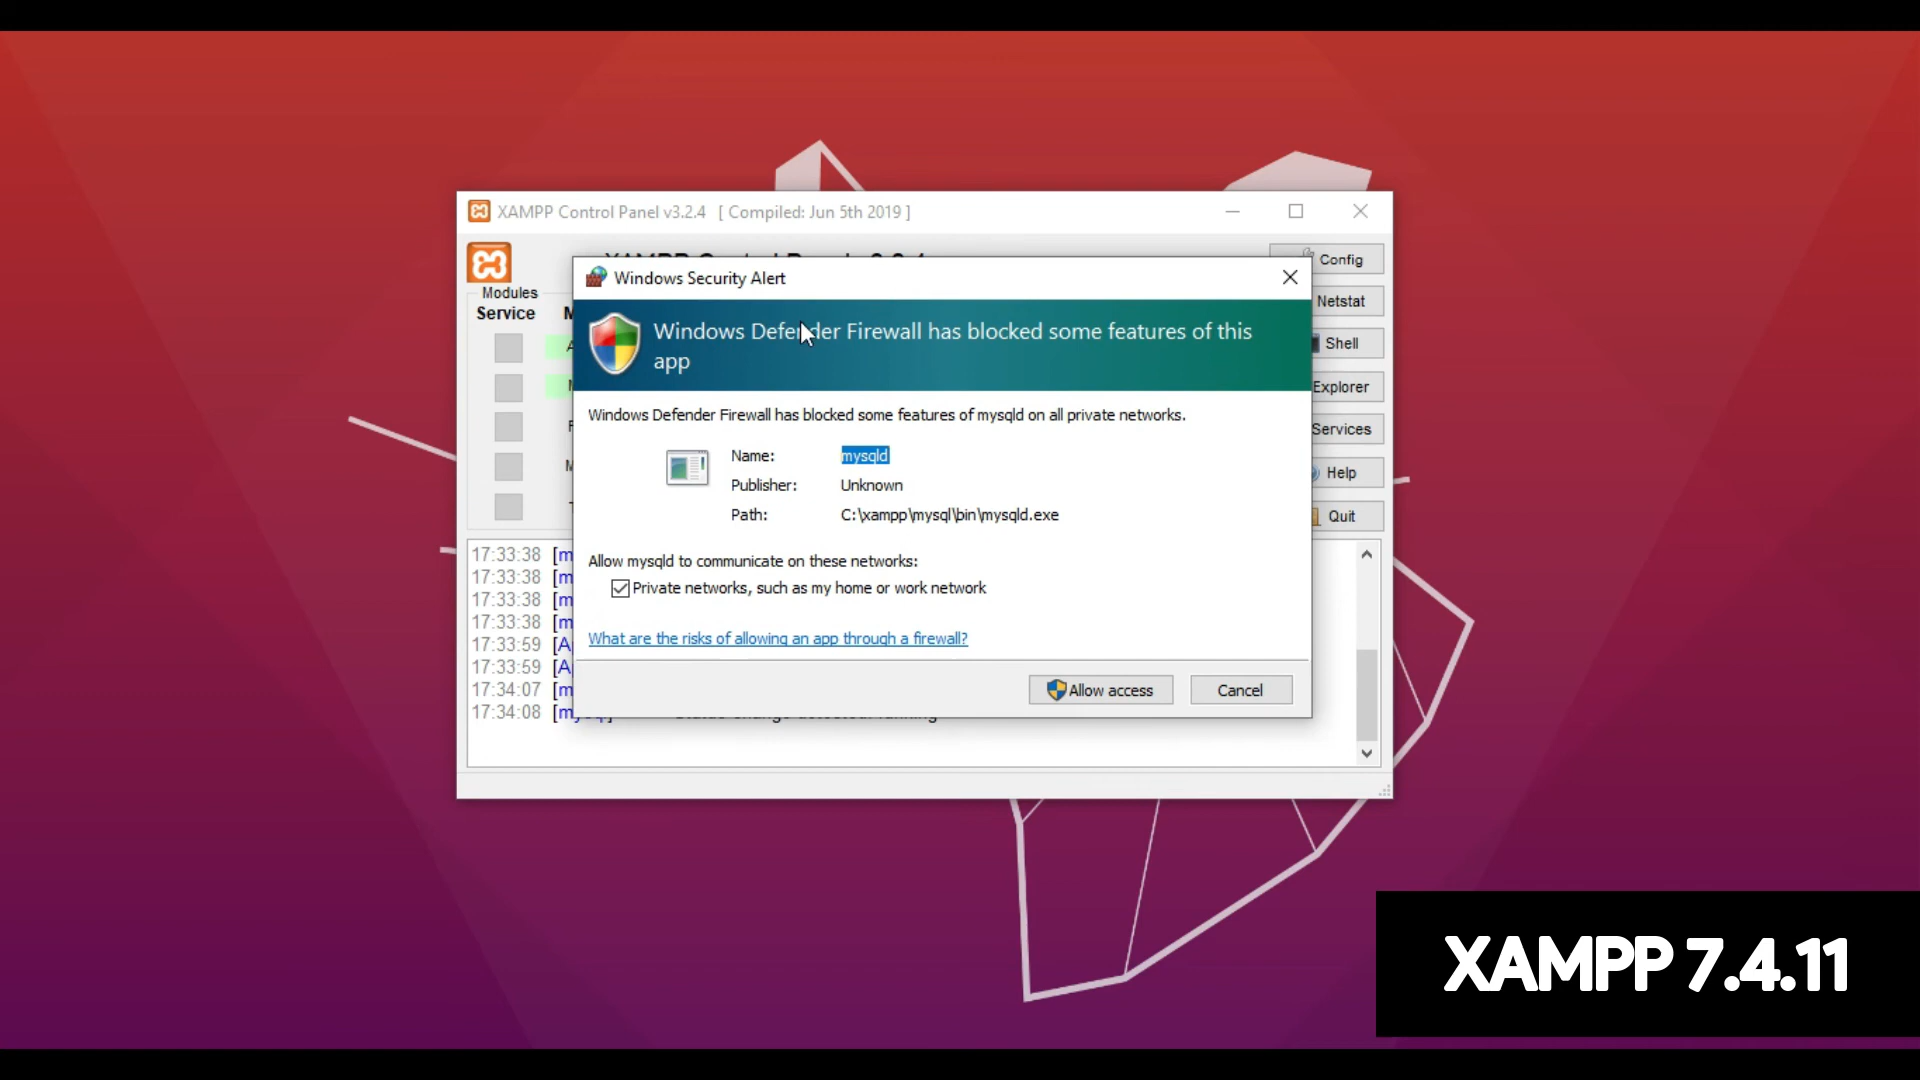 XAMPP Control Panel v3.2.4 [ Compiled: Jun 5th 2019 ]
Config
Modules
Service
Windows Security Alert
Netstat
Windows Defender Firewall has blocked some features of this
app
Shell
Explorer
Windows Defender Firewall has blocked some features of mysqld on all private networks.
Services
Name: mysqld
Help
Publisher: Unknown
Path: C:\xampp\mysql\bin\mysqld.exe
Quit
Allow mysqld to communicate on these networks:
Private networks, such as my home or work network
What are the risks of allowing an app through a firewall?
Allow access
Cancel
17:33:38 [m
17:33:38 [m
17:33:38 [m
17:33:38 [m
17:33:59 [A
17:33:59 [A
17:34:07 [m
17:34:08
XAMPP 7.4.11